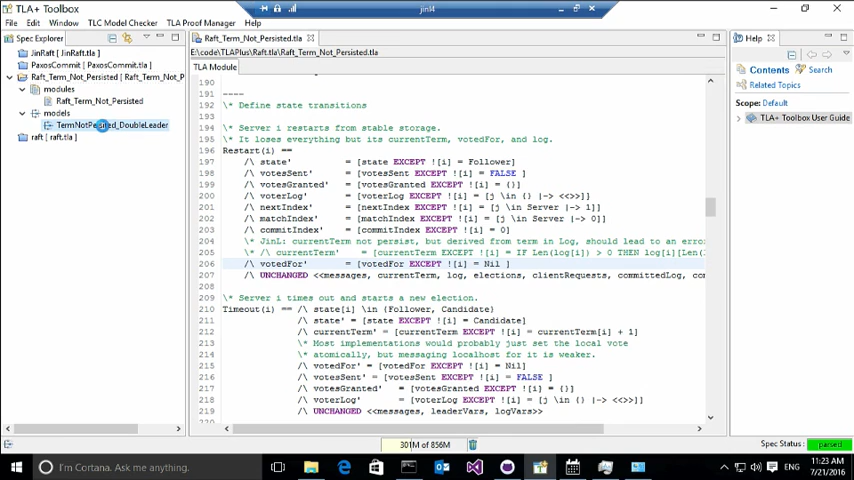 TLA+ Toolbox
jinl4
File Edit Window TLC Model Checker TLA Proof Manager Help
Spec Explorer
JinRaft [ JinRaft.tla ]
PaxosCommit [ PaxosCommit.tla ]
Raft_Term_Not_Persisted [ Raft_Term_Not_P
modules
Raft_Term_Not_Persisted
models
TermNotPersited_DoubleLeader
raft [ raft.tla ]
Raft_Term_Not_Persisted.tla
E:\code\TLAPlus\Raft.tla\Raft_Term_Not_Persisted.tla
TLA Module
190
191 ----
192 \* Define state transitions
193
194 \* Server i restarts from stable storage.
195 \* It loses everything but its currentTerm, votedFor, and log.
196 Restart(i) ==
197 /\ state' = [state EXCEPT ![i] = Follower]
198 /\ votesSent' = [votesSent EXCEPT ![i] = FALSE ]
199 /\ votesGranted' = [votesGranted EXCEPT ![i] = {}]
200 /\ voterLog' = [voterLog EXCEPT ![i] = [j \in {} |-> <<>>]]
201 /\ nextIndex' = [nextIndex EXCEPT ![i] = [j \in Server |-> 1]]
202 /\ matchIndex' = [matchIndex EXCEPT ![i] = [j \in Server |-> 0]]
203 /\ commitIndex' = [commitIndex EXCEPT ![i] = 0]
204 \* JinL: currentTerm not persist, but derived from term in Log, should lead to an erro
205 \* /\ currentTerm' = [currentTerm EXCEPT ![i] = IF Len(log[i]) > 0 THEN log[i][Len(l
206 /\ votedFor' = [votedFor EXCEPT ![i] = Nil ]
207 /\ UNCHANGED <<messages, currentTerm, log, elections, clientRequests, committedLog, co
208
209 \* Server i times out and starts a new election.
210 Timeout(i) == /\ state[i] \in {Follower, Candidate}
211 /\ state' = [state EXCEPT ![i] = Candidate]
212 /\ currentTerm' = [currentTerm EXCEPT ![i] = currentTerm[i] + 1]
213 \* Most implementations would probably just set the local vote
214 \* atomically, but messaging localhost for it is weaker.
215 /\ votedFor' = [votedFor EXCEPT ![i] = Nil]
216 /\ votesSent' = [votesSent EXCEPT ![i] = FALSE ]
217 /\ votesGranted' = [votesGranted EXCEPT ![i] = {}]
218 /\ voterLog' = [voterLog EXCEPT ![i] = [j \in {} |-> <<>>]]
219 /\ UNCHANGED <<messages, leaderVars, logVars>>
Help
Contents Search
Related Topics
Scope: Default
TLA+ Toolbox User Guide
301M of 856M
Spec Status : parsed
I'm Cortana. Ask me anything.
ENG
11:23 AM
7/21/2016